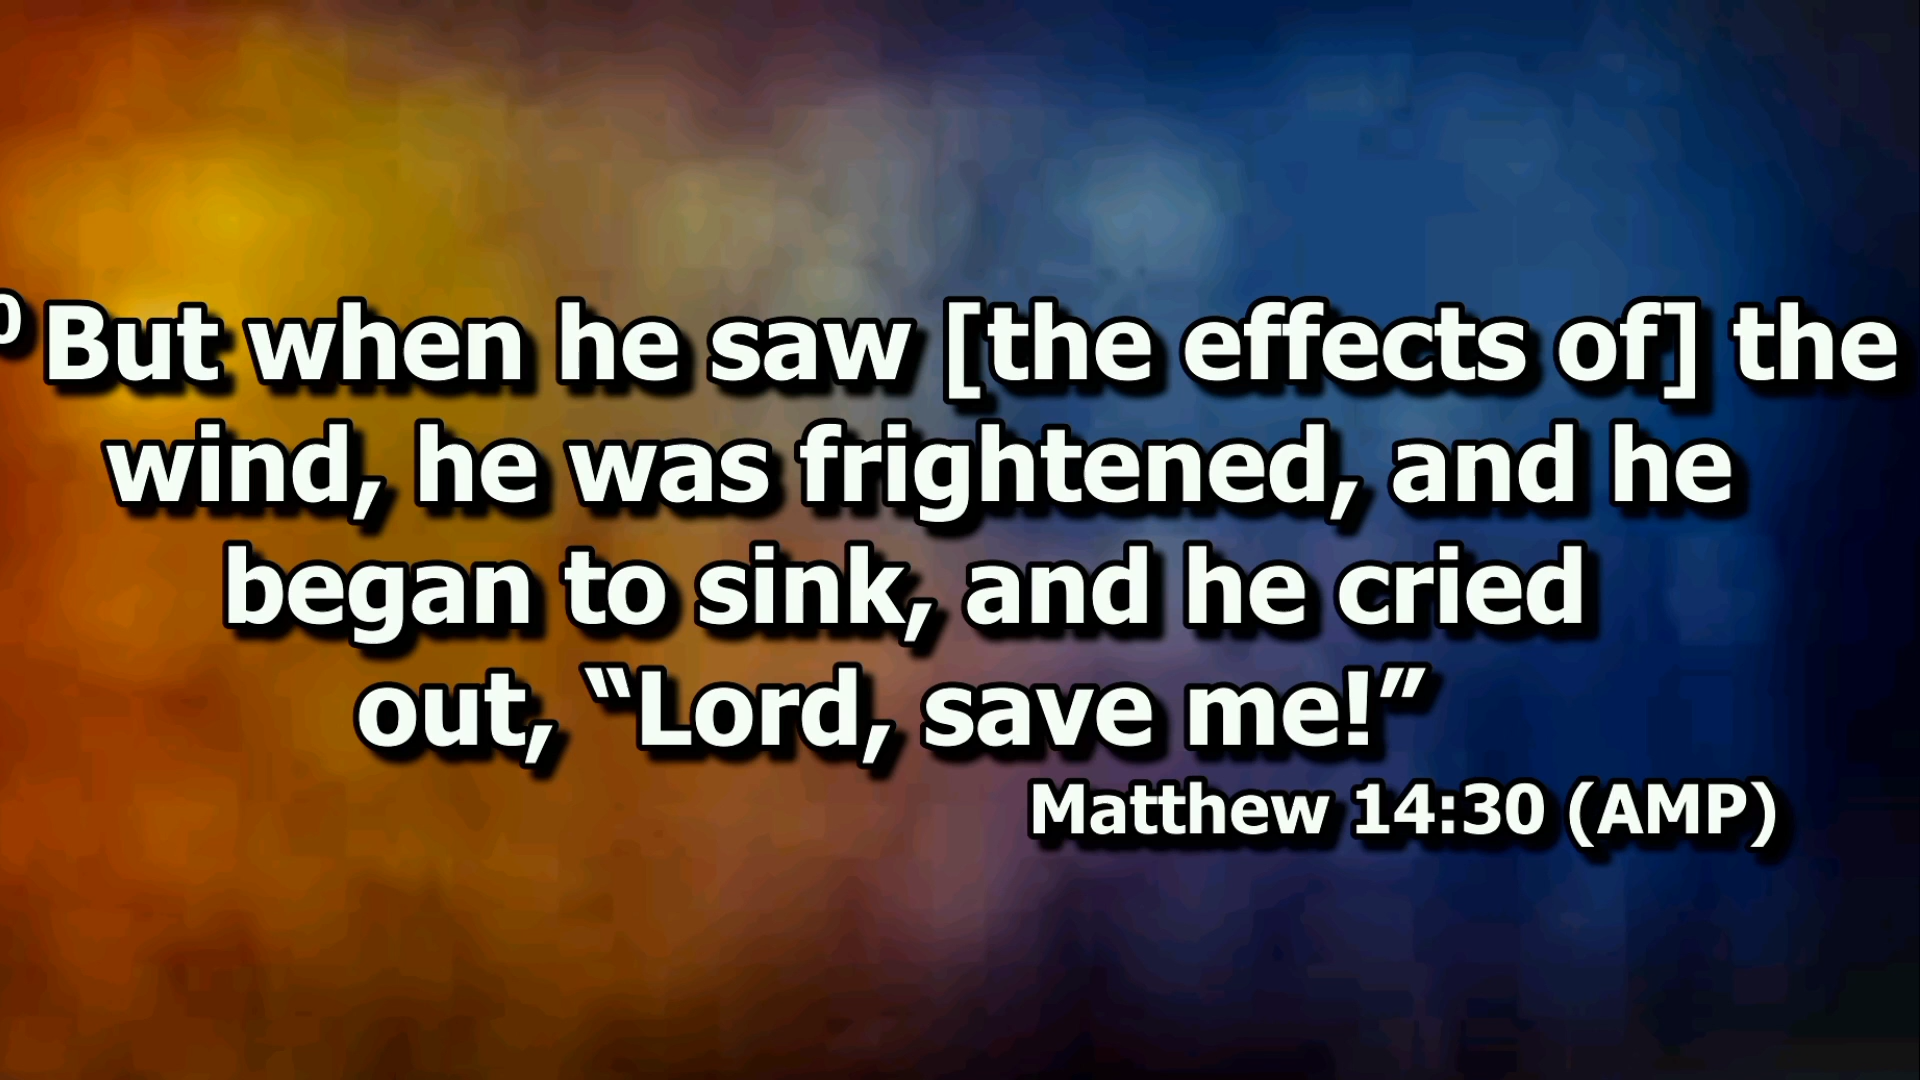 0 But when he saw [the effects of] the
wind, he was frightened, and he
began to sink, and he cried
out, “Lord, save me!”
Matthew 14:30 (AMP)